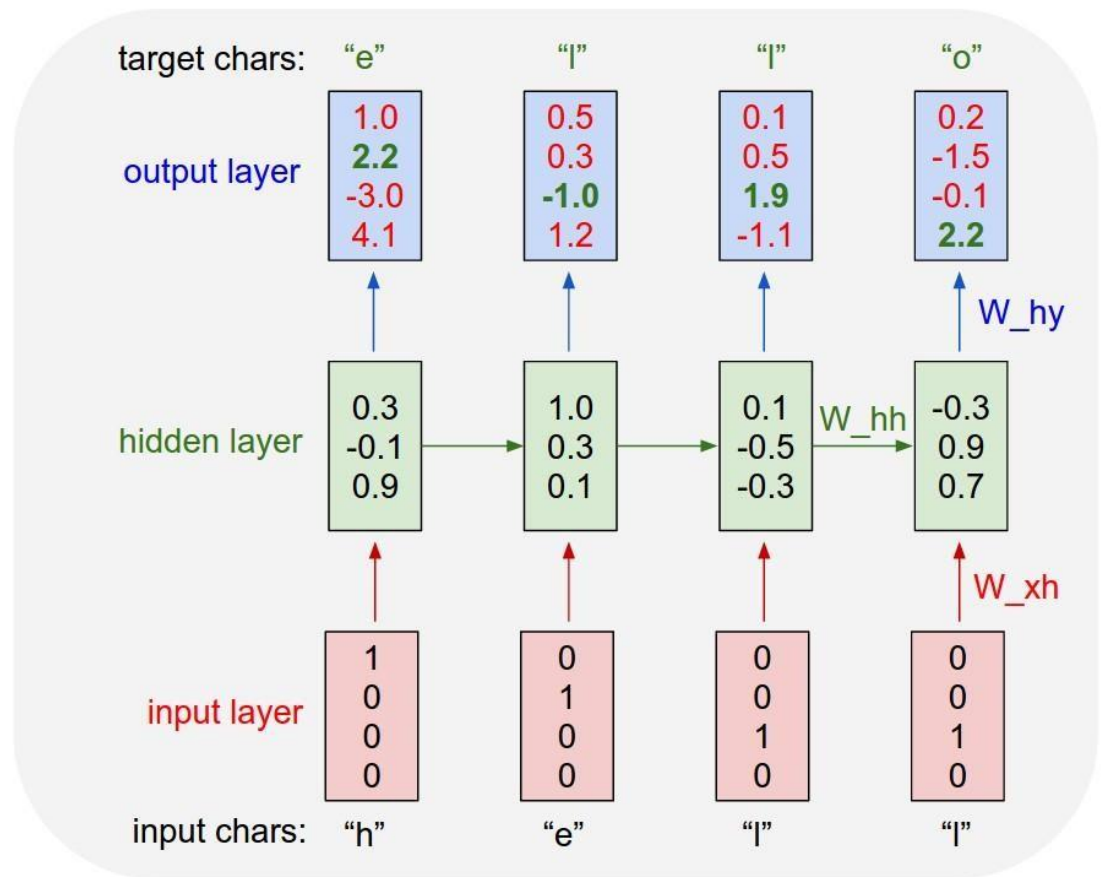 target chars: “e” “l” “l” “o”
output layer
1.0 0.5 0.1 0.2
2.2 0.3 0.5 -1.5
-3.0 -1.0 1.9 -0.1
4.1 1.2 -1.1 2.2
W_hy
hidden layer
0.3 1.0 0.1 -0.3
-0.1 0.3 -0.5 0.9
0.9 0.1 -0.3 0.7
W_hh
W_xh
input layer
1 0 0 0
0 1 0 0
0 0 1 1
0 0 0 0
input chars: “h” “e” “l” “l”